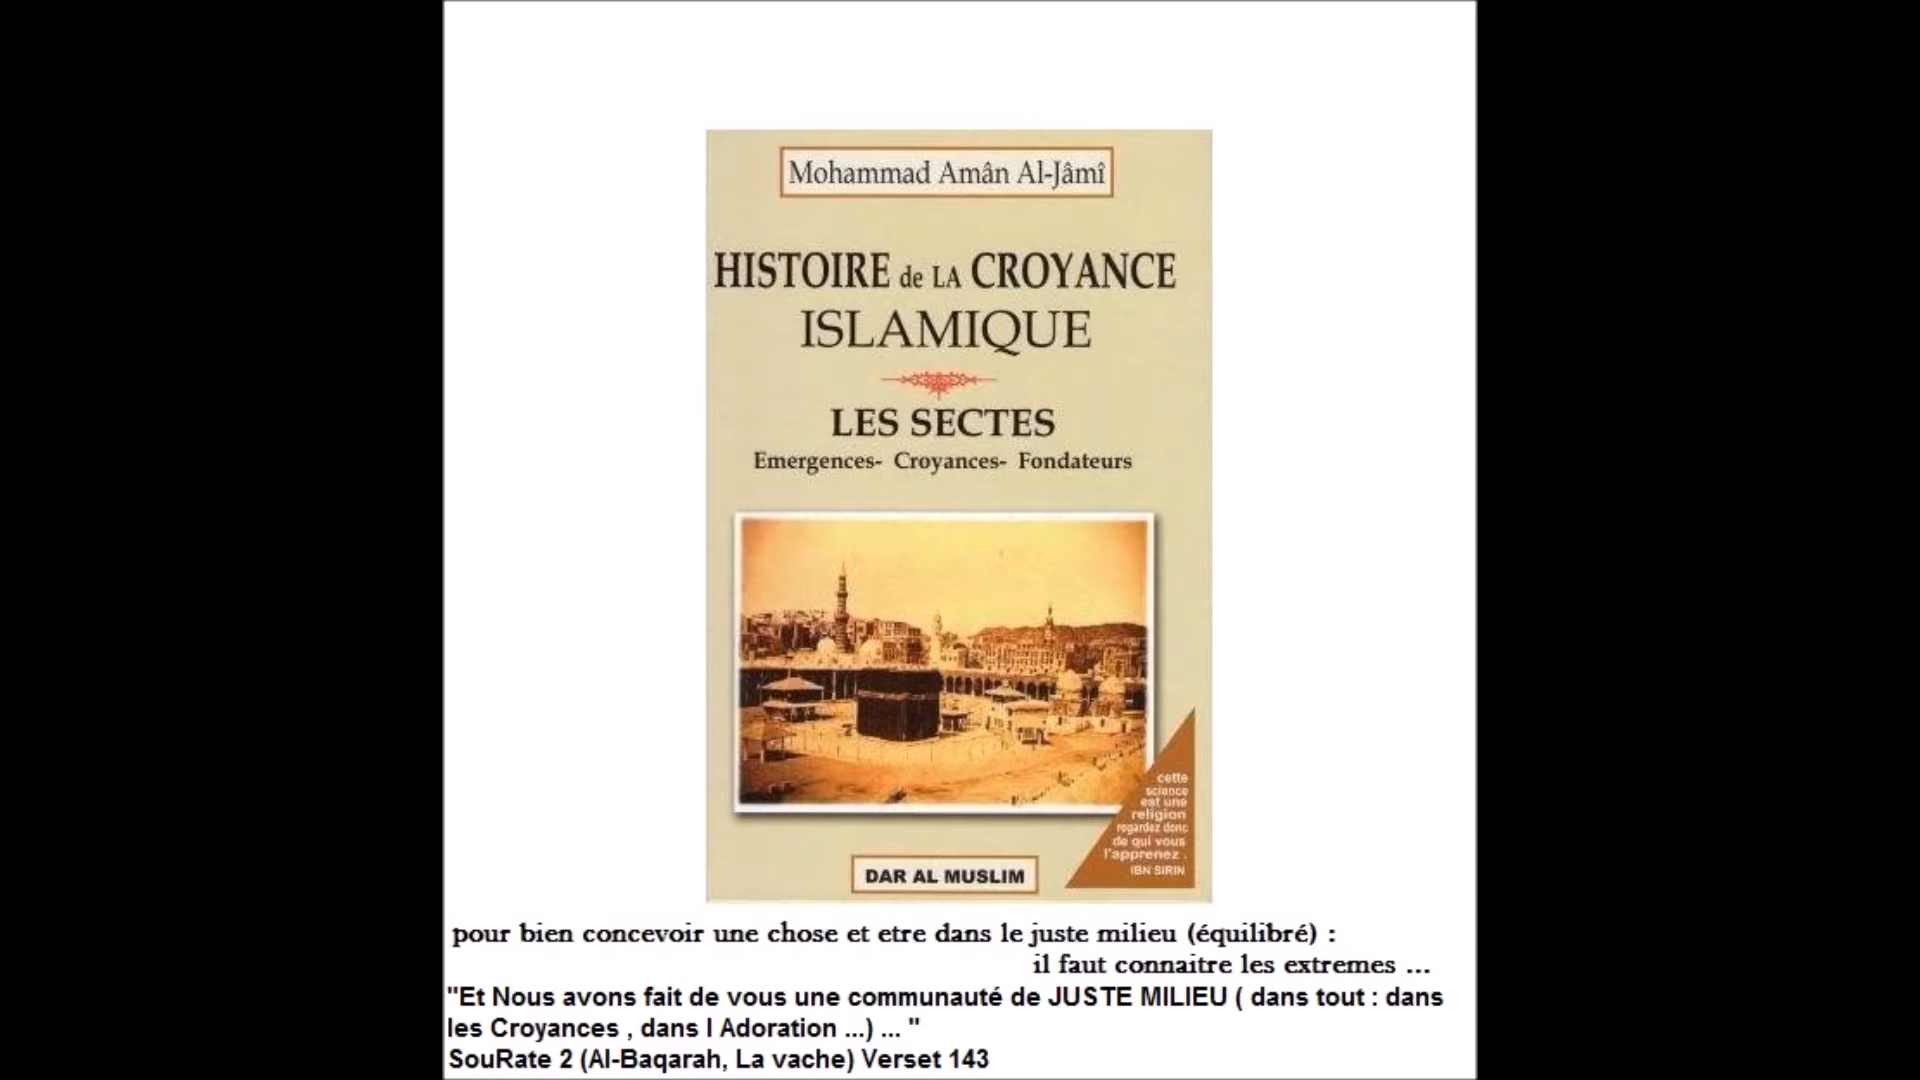 Mohammad Amân Al-Jâmî
HISTOIRE de LA CROYANCE
ISLAMIQUE
LES SECTES
Emergences- Croyances- Fondateurs
cette
science
est une
religion
regardez donc
de qui vous
l'apprenez .
IBN SIRIN
DAR AL MUSLIM
pour bien concevoir une chose et etre dans le juste milieu (équilibré) :
il faut connaitre les extremes ...
"Et Nous avons fait de vous une communauté de JUSTE MILIEU ( dans tout : dans
les Croyances , dans l Adoration ...) ... "
SouRate 2 (Al-Baqarah, La vache) Verset 143